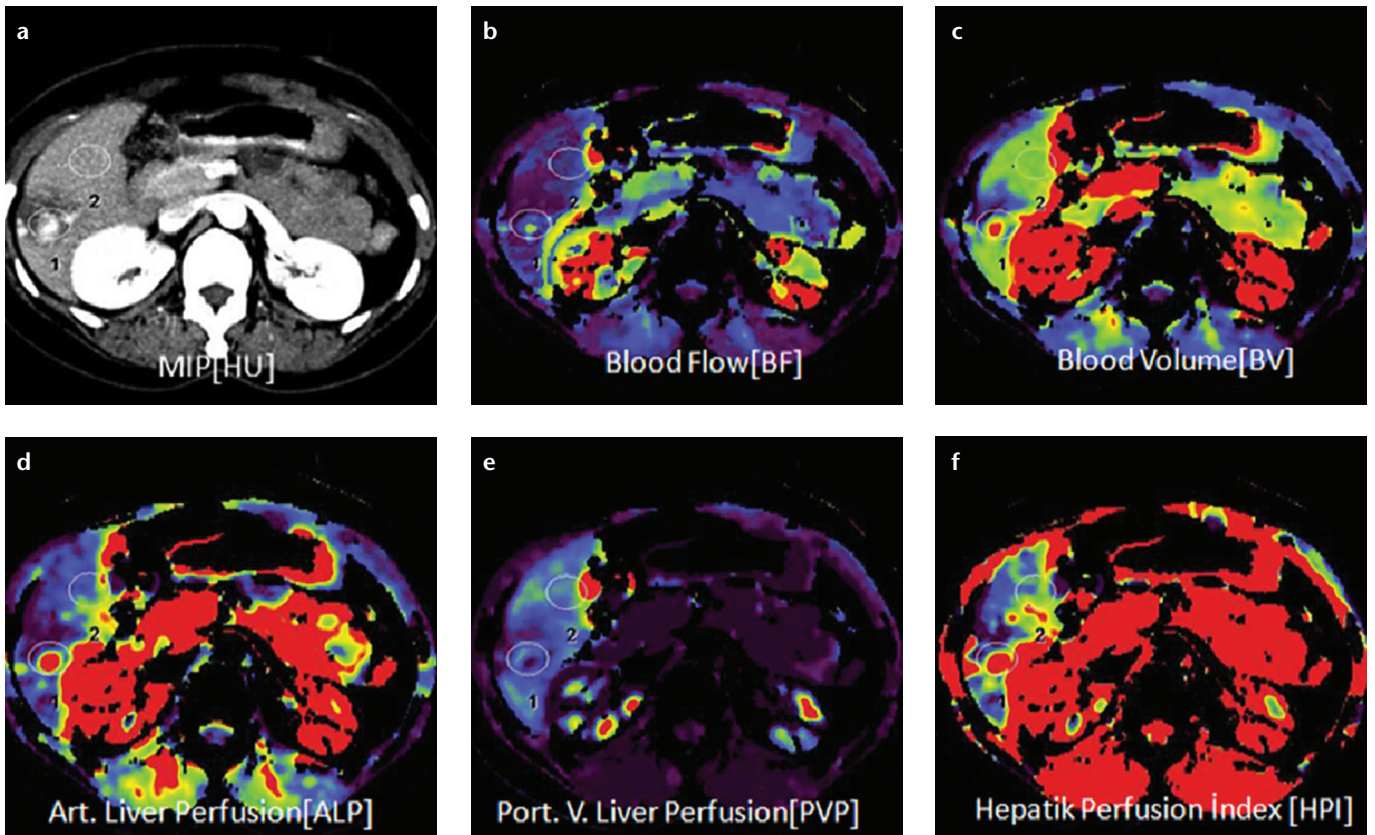 a
b
c
2
1
2
1
2
1
MIP[HU]
Blood Flow[BF]
Blood Volume[BV]
d
e
f
2
1
2
1
2
1
Art. Liver Perfusion[ALP]
Port. V. Liver Perfusion[PVP]
Hepatik Perfusion İndex [HPI]